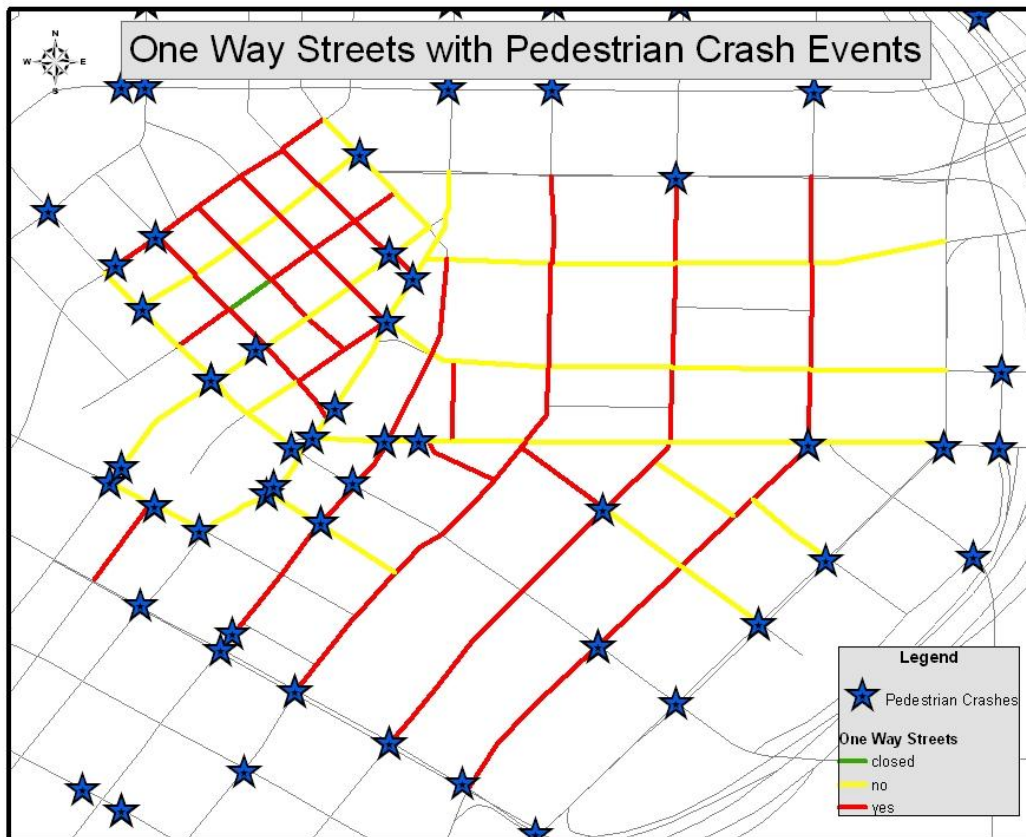 One Way Streets with Pedestrian Crash Events
N
W E
S
Legend
Pedestrian Crashes
One Way Streets
closed
no
yes